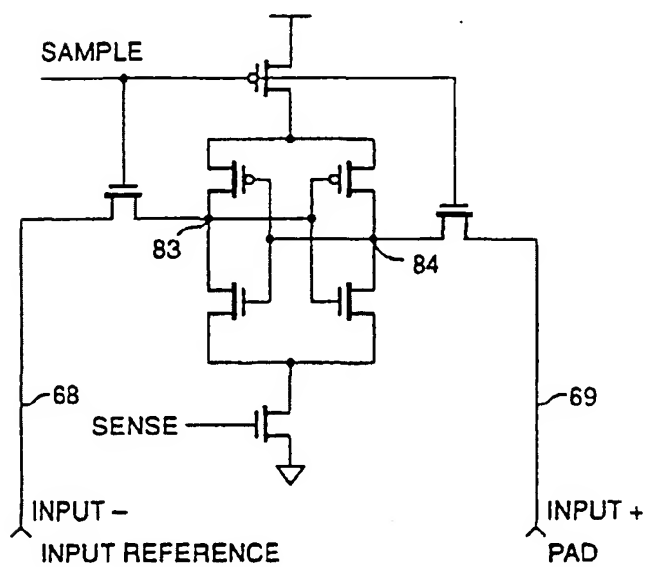 SAMPLE
83
84
68
69
SENSE
INPUT –
INPUT REFERENCE
INPUT +
PAD